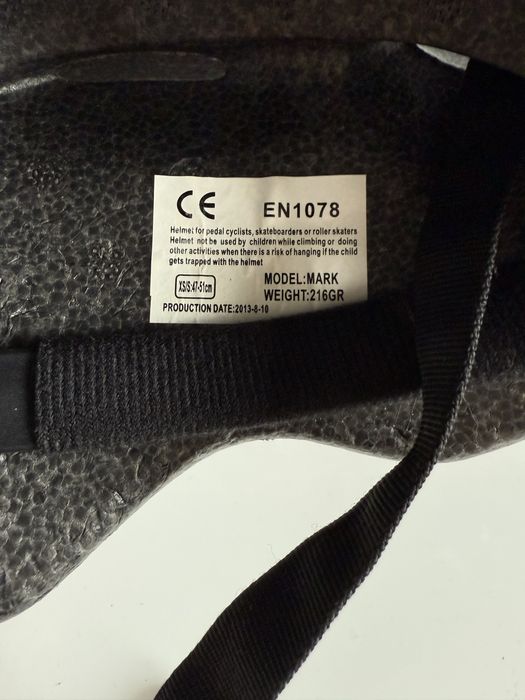 CE EN1078
Helmet for pedal cyclists, skateboarders or roller skaters
Helmet not be used by children while climbing or doing
other activities when there is a risk of hanging if the child
gets trapped with the helmet
XS/S:47-51cm
MODEL:MARK
WEIGHT:216GR
PRODUCTION DATE:2013-8-10